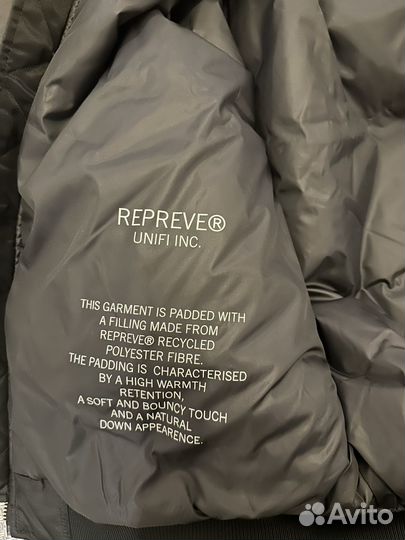 REPREVE®
UNIFI INC.
THIS GARMENT IS PADDED WITH
A FILLING MADE FROM
REPREVE® RECYCLED
POLYESTER FIBRE.
THE PADDING IS CHARACTERISED
BY A HIGH WARMTH
RETENTION,
A SOFT AND BOUNCY TOUCH
AND A NATURAL
DOWN APPEARENCE.
Avito